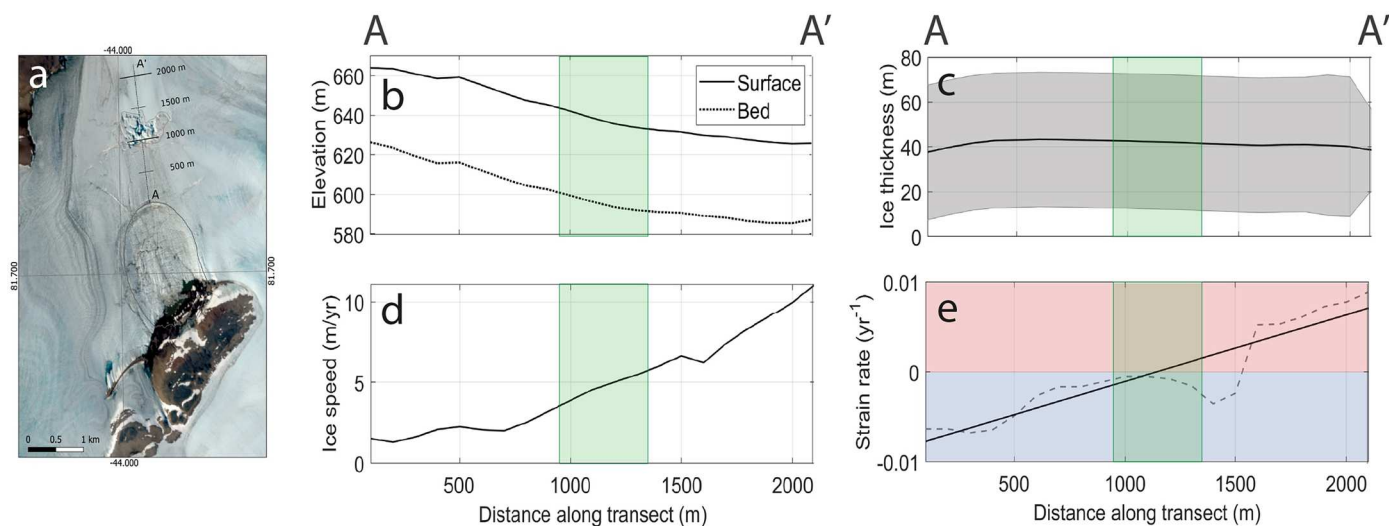 A A' A A'
-44.000
a
A'
2000 m
1500 m
1000 m
500 m
A
81.700
81.700
0 0.5 1 km
-44.000
b
Elevation (m)
660
640
620
600
580
Surface
Bed
c
Ice thickness (m)
80
60
40
20
0
d
Ice speed (m/yr)
10
5
0
500 1000 1500 2000
Distance along transect (m)
e
Strain rate (yr⁻¹)
0.01
0
-0.01
500 1000 1500 2000
Distance along transect (m)